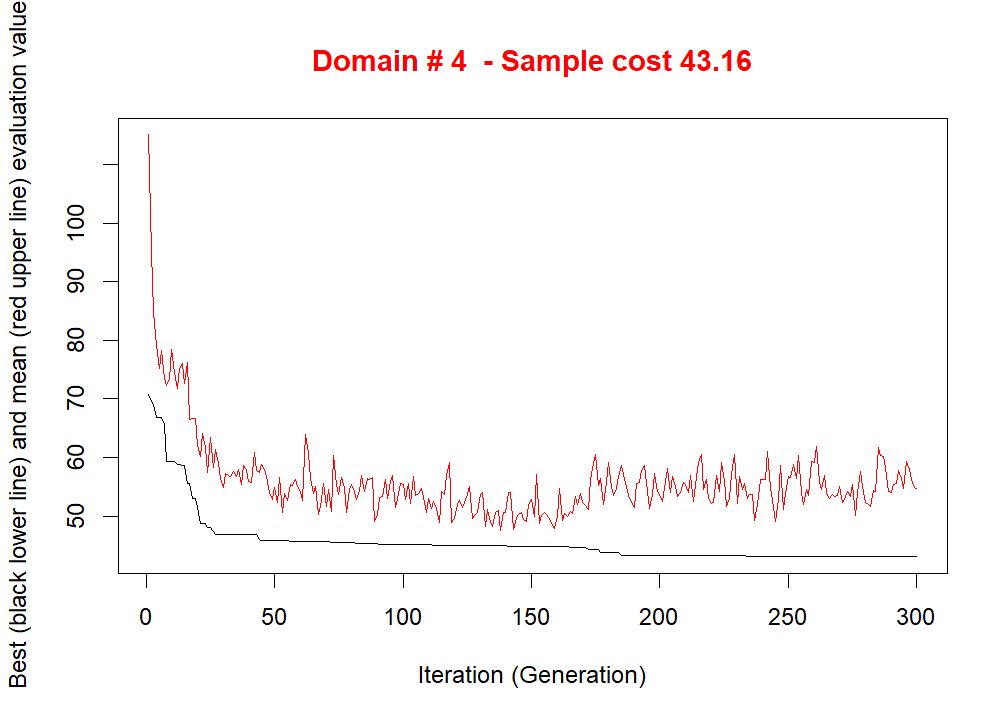 Domain # 4  - Sample cost 43.16
Best (black lower line) and mean (red upper line) evaluation value
100
90
80
70
60
50
0 50 100 150 200 250 300
Iteration (Generation)